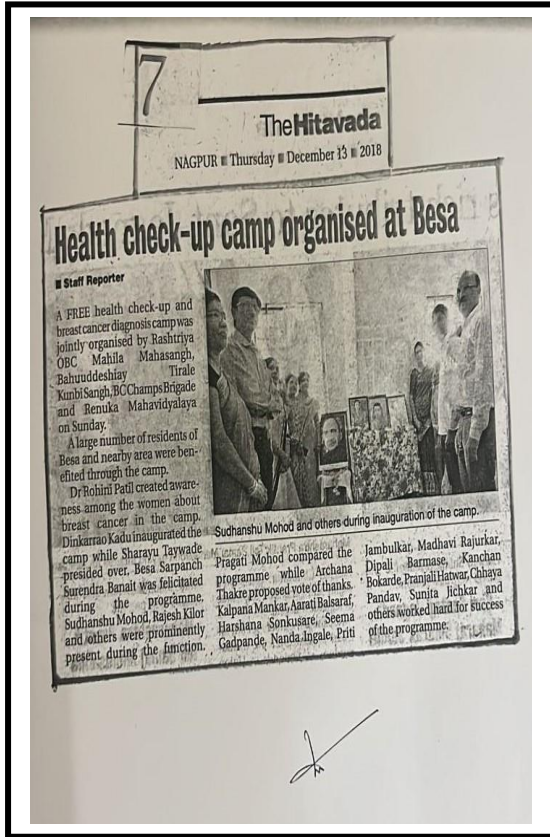 7
TheHitavada
NAGPUR ■ Thursday ■ December 13 ■ 2018
Health check-up camp organised at Besa
■ Staff Reporter
A FREE health check-up and
breast cancer diagnosis camp was
jointly organised by Rashtriya
OBC Mahila Mahasangh,
Bahuuddeshiay Tirale
Kunbi Sangh, BC Champs Brigade
and Renuka Mahavidyalaya
on Sunday.
A large number of residents of
Besa and nearby area were ben-
efited through the camp.
Dr Rohini Patil created aware-
ness among the women about
breast cancer in the camp.
Dinkarrao Kadu inaugurated the
camp while Sharayu Taywade
presided over. Besa Sarpanch
Surendra Banait was felicitated
during the programme.
Sudhanshu Mohod, Rajesh Kilor
and others were prominently
present during the function.
Sudhanshu Mohod and others during inauguration of the camp.
Pragati Mohod compared the
programme while Archana
Thakre proposed vote of thanks.
Kalpana Mankar, Aarati Balsaraf,
Harshana Sonkusare, Seema
Gadpande, Nanda Ingale, Priti
Jambulkar, Madhavi Rajurkar,
Dipali Barmase, Kanchan
Bokarde, Pranjali Hatwar, Chhaya
Pandav, Sunita Jichkar and
others worked hard for success
of the programme.